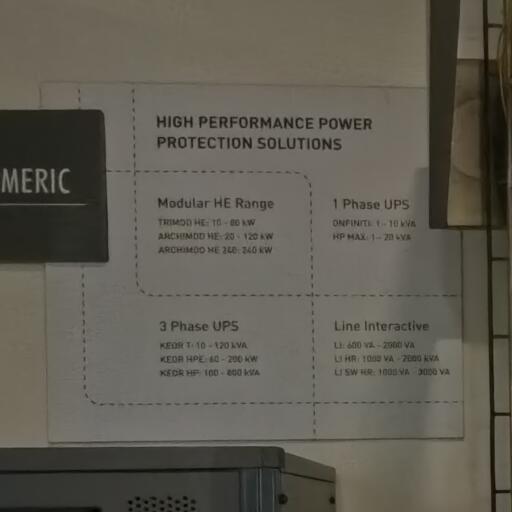 HIGH PERFORMANCE POWER
PROTECTION SOLUTIONS
MERIC
Modular HE Range
TRIMOD HE: 10 - 80 kW
ARCHIMOD HE: 20 - 120 kW
ARCHIMOD HE 240: 240 kW
1 Phase UPS
ONFINITI: 1 - 10 kVA
HP MAX: 1 - 20 kVA
3 Phase UPS
KEOR T: 10 - 120 kVA
KEOR HPE: 60 - 200 kW
KEOR HP: 100 - 800 kVA
Line Interactive
LI: 600 VA - 2000 VA
LI HR: 1000 VA - 2000 kVA
LI SW HR: 1000 VA - 3000 VA